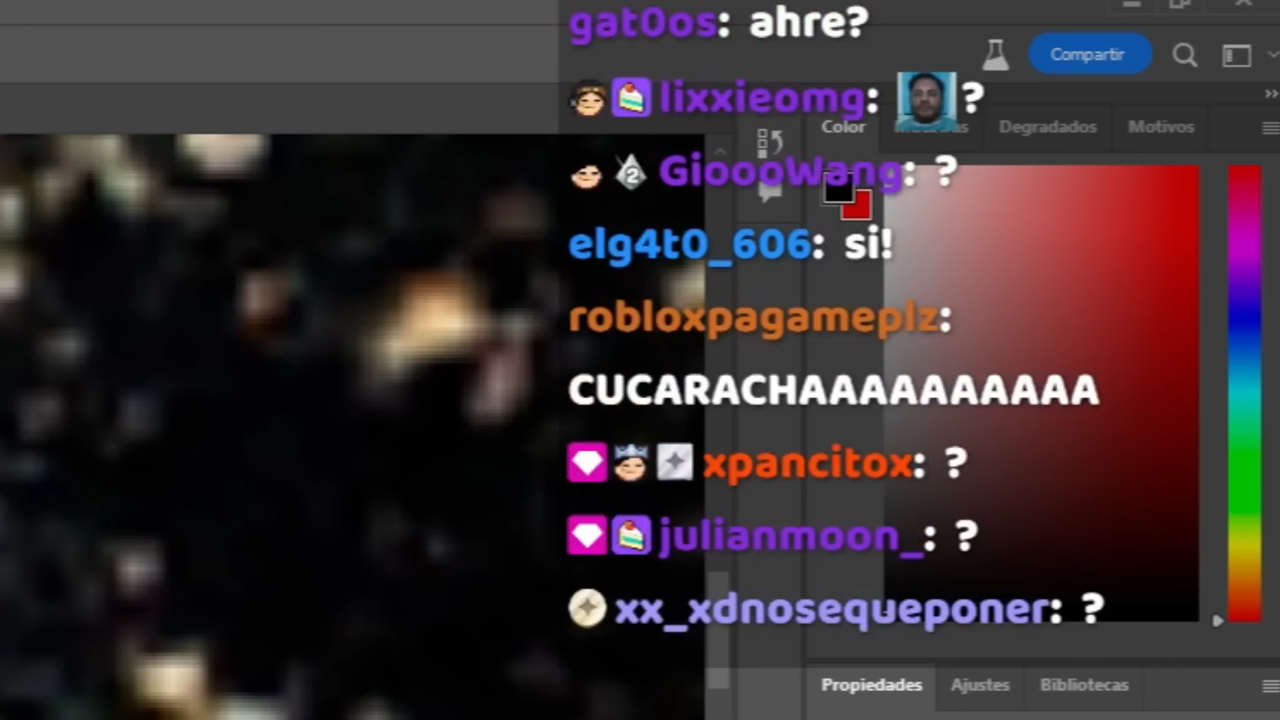 gat0os: ahre?
Compartir
lixxieomg: ?
Color Degradados Motivos
GioooWang: ?
elg4t0_606: si!
robloxpagameplz:
CUCARACHAAAAAAAAAA
xpancitox: ?
julianmoon_: ?
xx_xdnosequeponer: ?
Propiedades Ajustes Bibliotecas